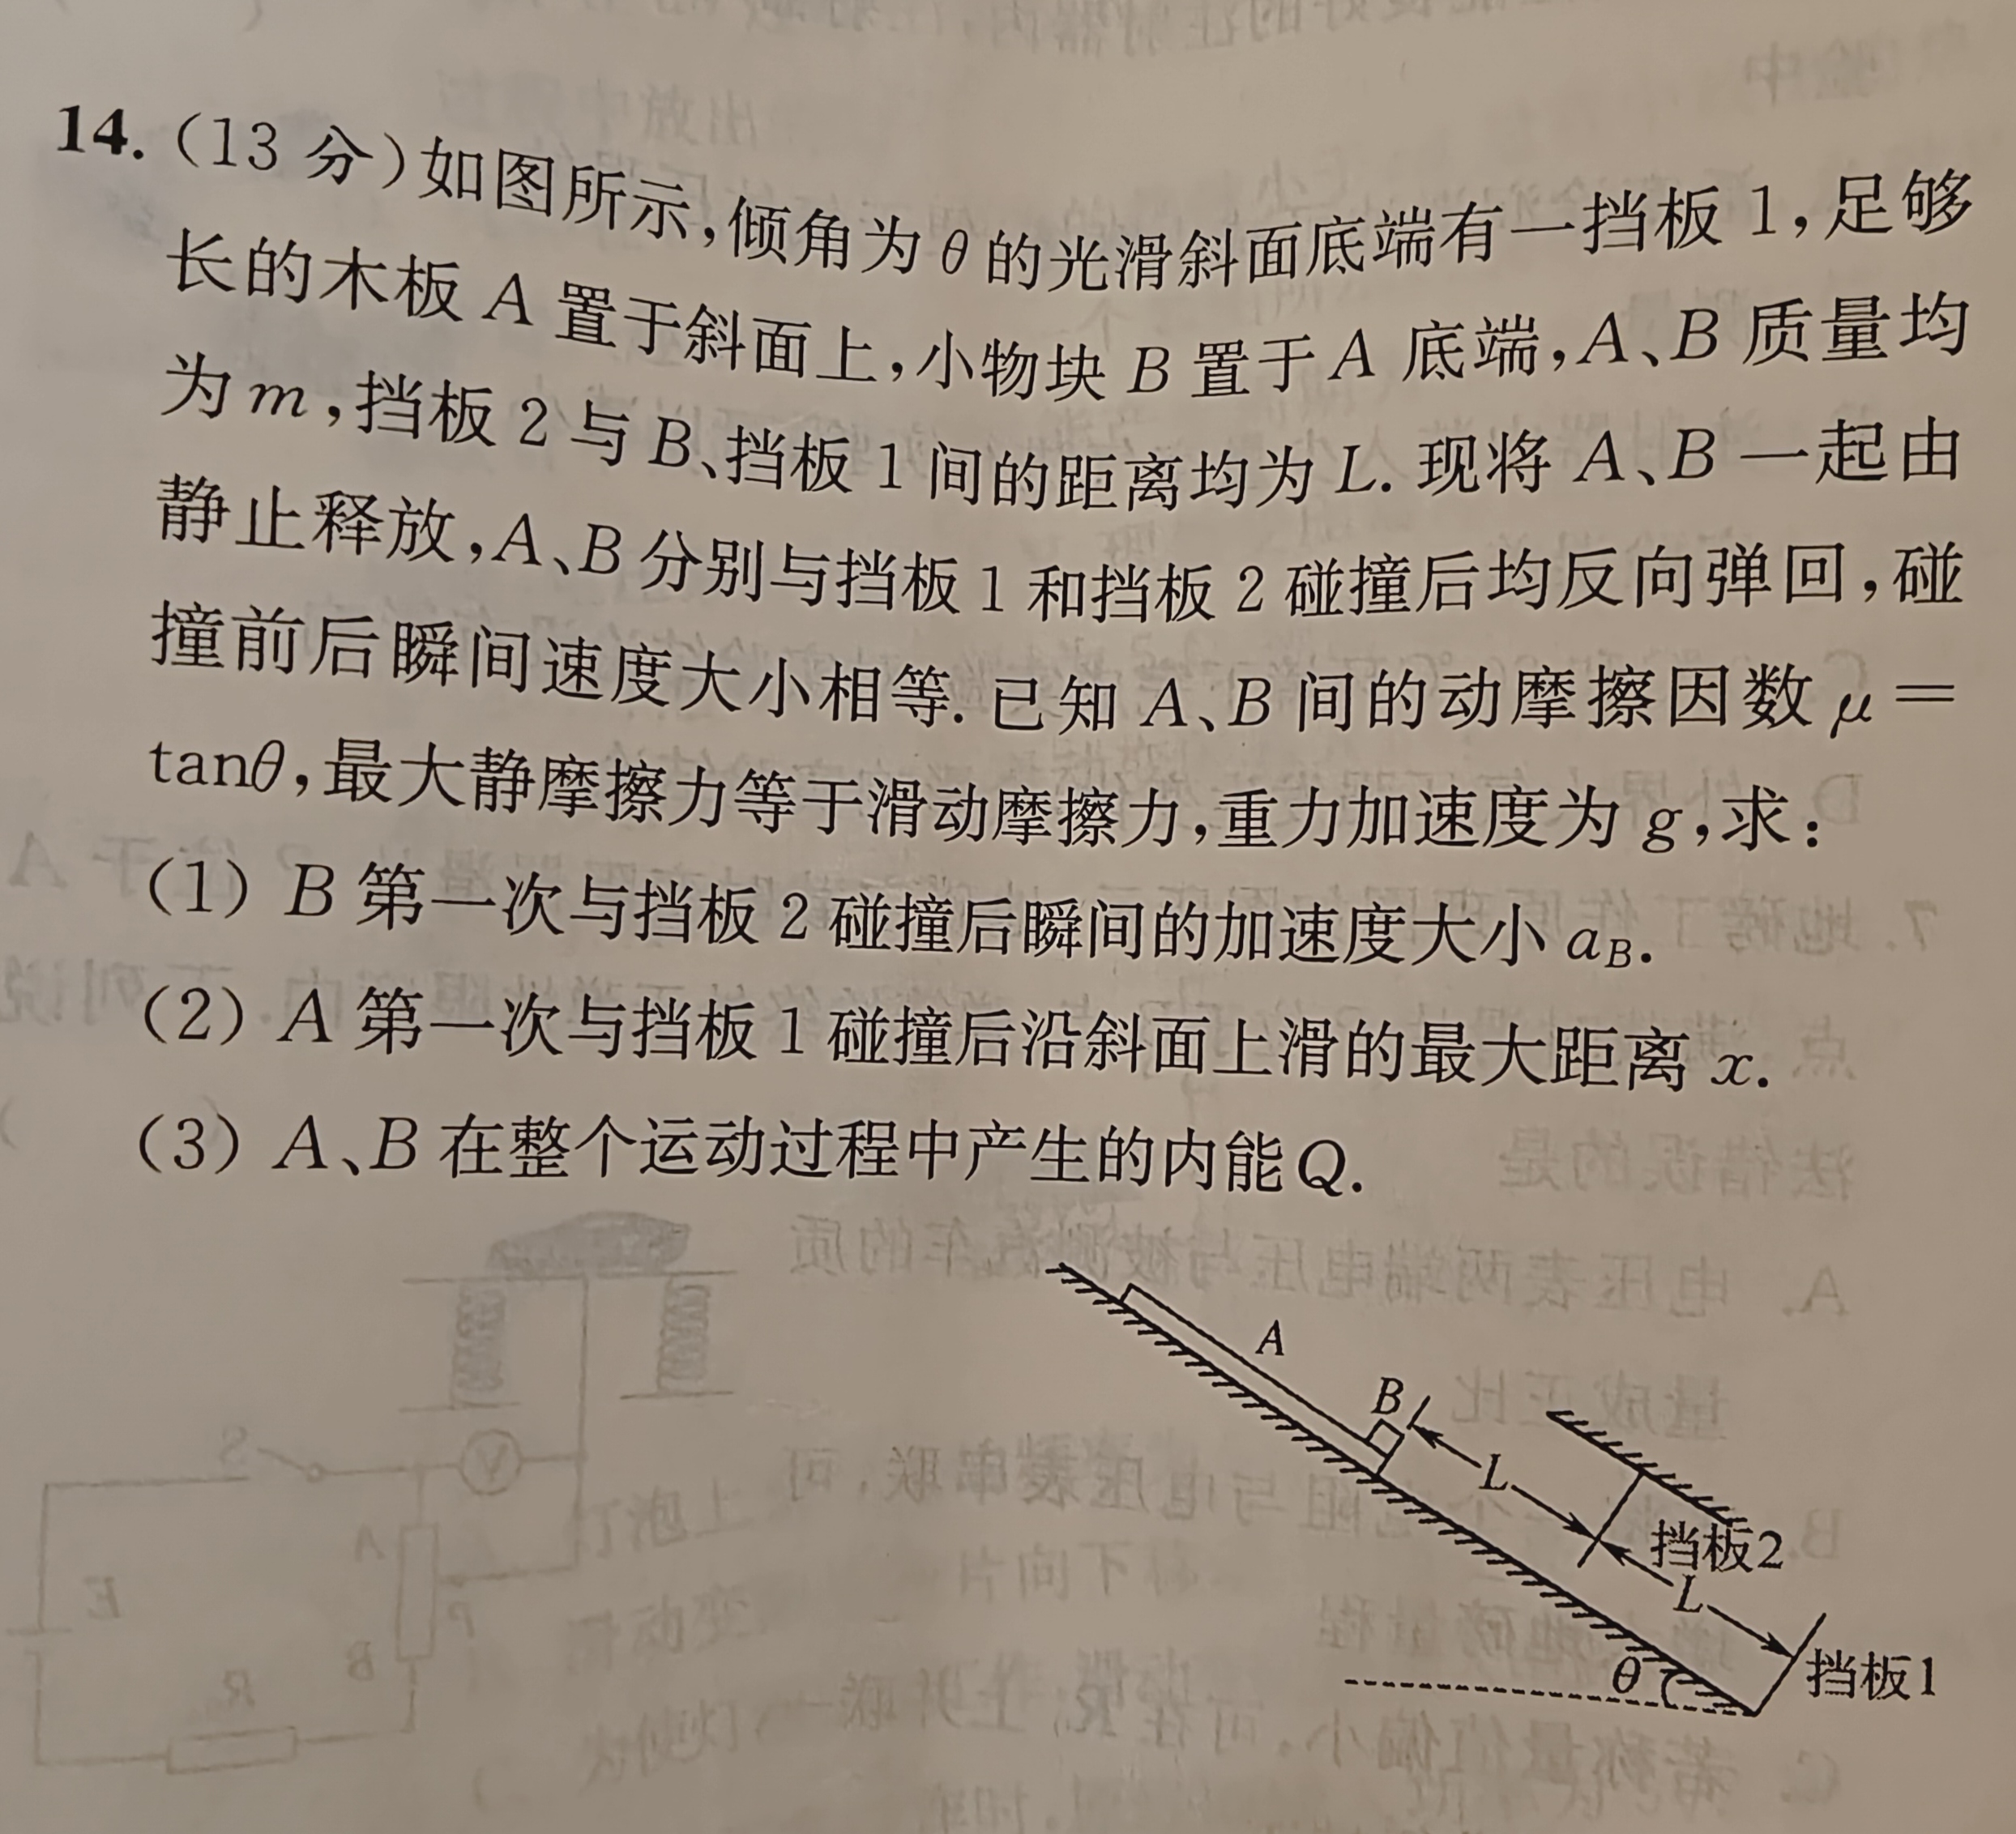 14. (13 分)如图所示,倾角为 θ 的光滑斜面底端有一挡板 1,足够
长的木板 A 置于斜面上,小物块 B 置于 A 底端,A、B 质量均
为 m,挡板 2 与 B、挡板 1 间的距离均为 L. 现将 A、B 一起由
静止释放,A、B 分别与挡板 1 和挡板 2 碰撞后均反向弹回,碰
撞前后瞬间速度大小相等. 已知 A、B 间的动摩擦因数 μ=
tanθ,最大静摩擦力等于滑动摩擦力,重力加速度为 g,求:
(1) B 第一次与挡板 2 碰撞后瞬间的加速度大小 aB.
(2) A 第一次与挡板 1 碰撞后沿斜面上滑的最大距离 x.
(3) A、B 在整个运动过程中产生的内能 Q.
A
B
L
挡板2
L
θ
挡板1